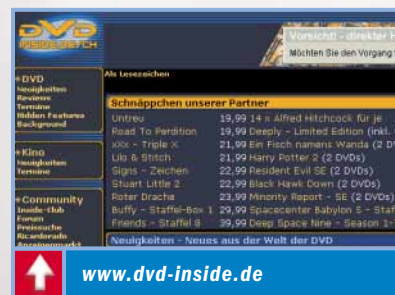 DVD
INSIDE.DE/.CH
Vorsicht! - direkter H
Möchten Sie den Vorgang
+DVD
Neuigkeiten
Reviews
Termine
Hidden Features
Background
+Kino
Neuigkeiten
Termine
+Community
Inside-Club
Forum
Preissuche
Ricardorado
Anzeigenmarkt
Als Lesezeichen
Schnäppchen unserer Partner
Untreu 19,99 14 x Alfred Hitchcock für je
Road To Perdition 19,99 Deeply - Limited Edition (inkl.
xXx - Triple X 21,99 Ein Fisch namens Wanda (2 D
Lilo & Stitch 21,99 Harry Potter 2 (2 DVDs)
Signs - Zeichen 22,99 Resident Evil SE (2 DVDs)
Stuart Little 2 22,99 Black Hawk Down (2 DVDs)
Roter Drache 23,99 Minority Report - SE (2 DVDs)
Buffy - Staffel-Box 1 29,99 Spacecenter Babylon 5 - Staf
Friends - Staffel 8 39,99 Deep Space Nine - Season 1-
Neuigkeiten - Neues aus der Welt der DVD
www.dvd-inside.de